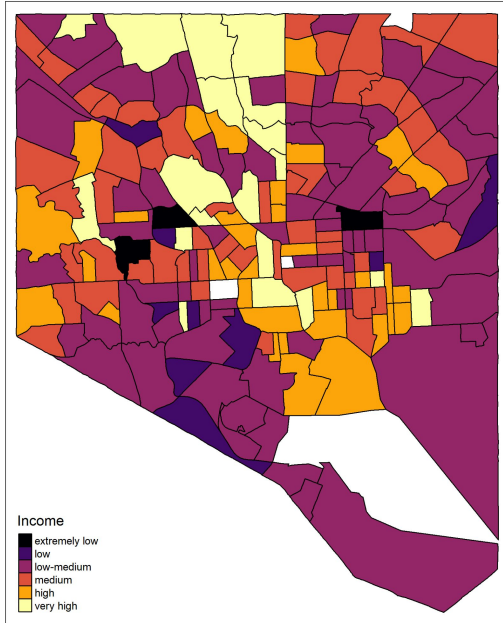 Income
extremely low
low
low-medium
medium
high
very high